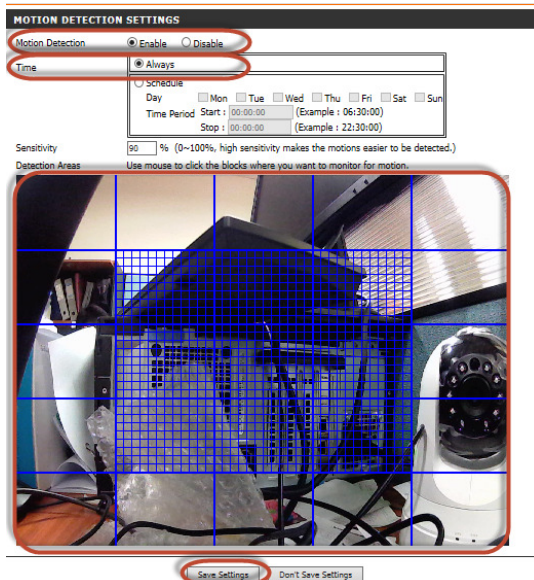 MOTION DETECTION SETTINGS
Motion Detection Enable Disable
Time Always
Schedule
Day Mon Tue Wed Thu Fri Sat Sun
Time Period Start : 00:00:00 (Example : 06:30:00)
Stop : 00:00:00 (Example : 22:30:00)
Sensitivity 90 % (0~100%, high sensitivity makes the motions easier to be detected.)
Detection Areas Use mouse to click the blocks where you want to monitor for motion.
Save Settings Don't Save Settings